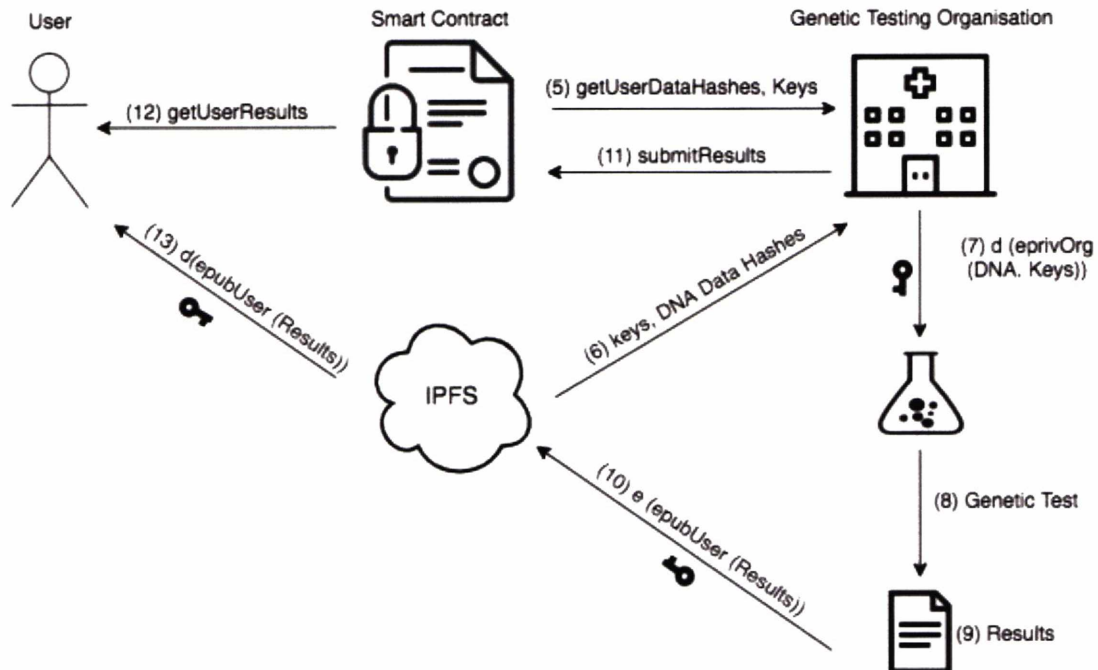 User
Smart Contract
Genetic Testing Organisation
(12) getUserResults
(5) getUserDataHashes, Keys
(11) submitResults
(13) d(epubUser (Results))
(6) keys, DNA Data Hashes
(7) d (eprivOrg
(DNA. Keys))
IPFS
(10) e (epubUser (Results))
(8) Genetic Test
(9) Results